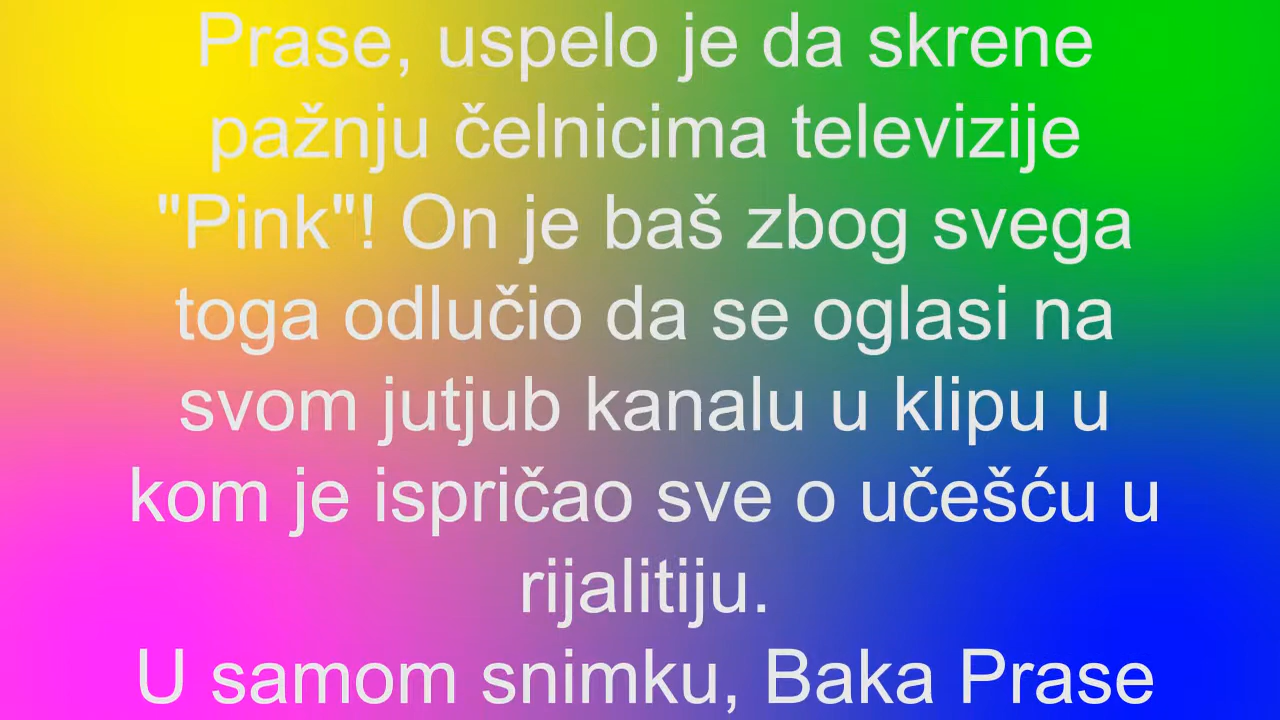 Prase, uspelo je da skrene
pažnju čelnicima televizije
"Pink"! On je baš zbog svega
toga odlučio da se oglasi na
svom jutjub kanalu u klipu u
kom je ispričao sve o učešću u
rijalitiju.
U samom snimku, Baka Prase